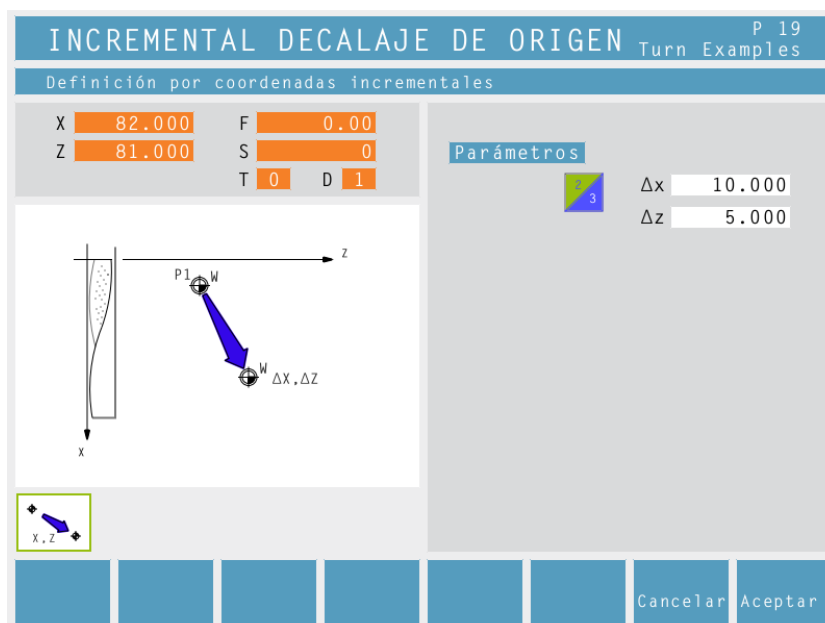 INCREMENTAL DECALAJE DE ORIGEN
P 19
Turn Examples
Definición por coordenadas incrementales
X 82.000 F 0.00
Z 81.000 S 0
T 0 D 1
Parámetros
2
3
Δx 10.000
Δz 5.000
Z
P1 W
W
ΔX,ΔZ
X
X,Z
Cancelar Aceptar